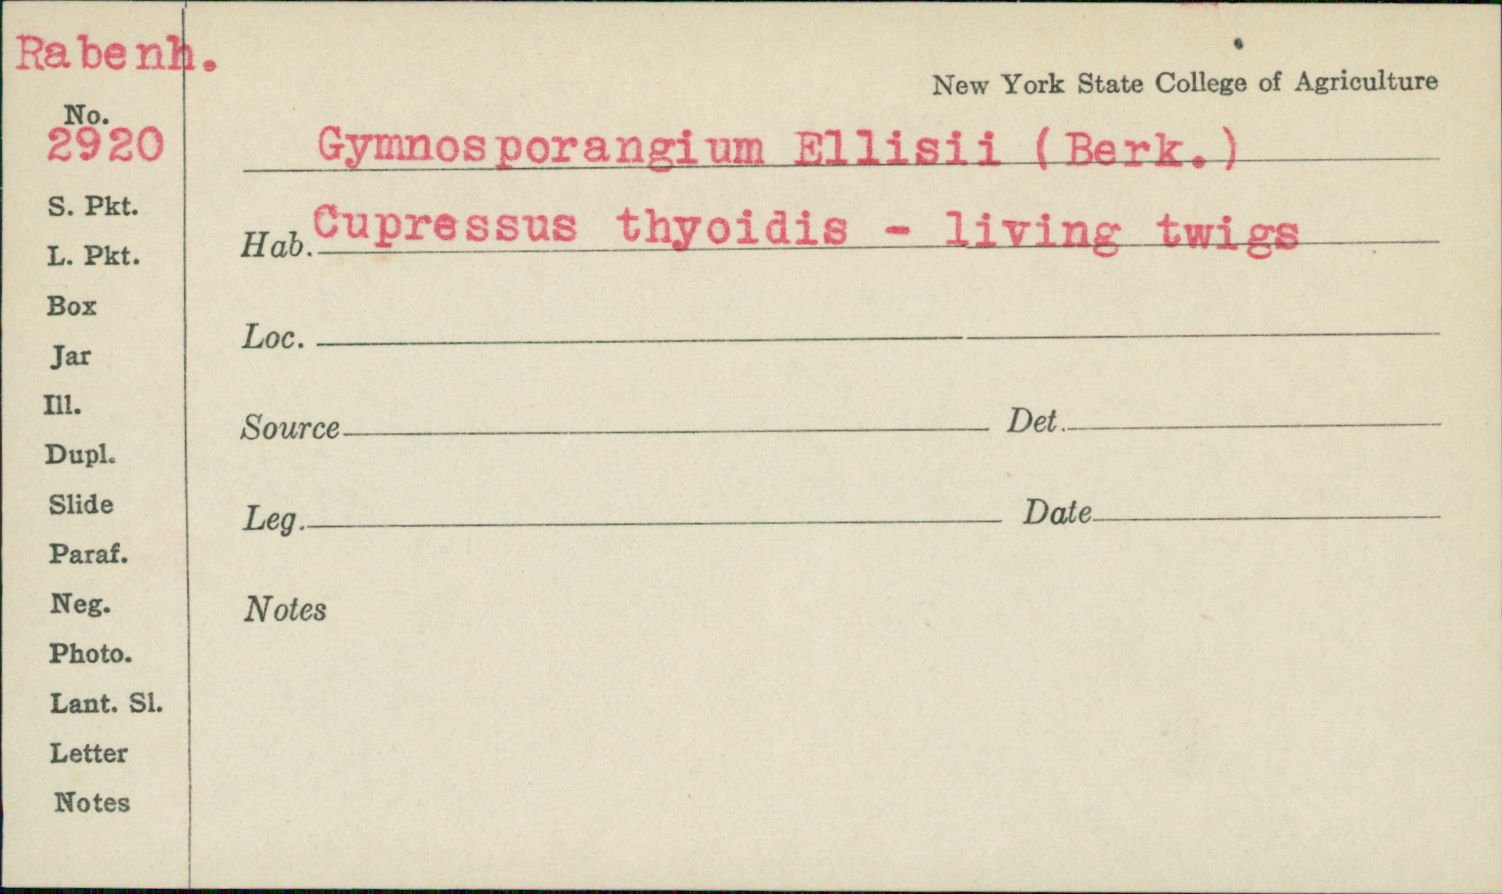 Rabenh.
No.
2920
S. Pkt.
L. Pkt.
Box
Jar
Ill.
Dupl.
Slide
Paraf.
Neg.
Photo.
Lant. Sl.
Letter
Notes
New York State College of Agriculture
Gymnosporangium Ellisii (Berk.)
Hab. Cupressus thyoidis - living twigs
Loc.
Source Det.
Leg. Date
Notes